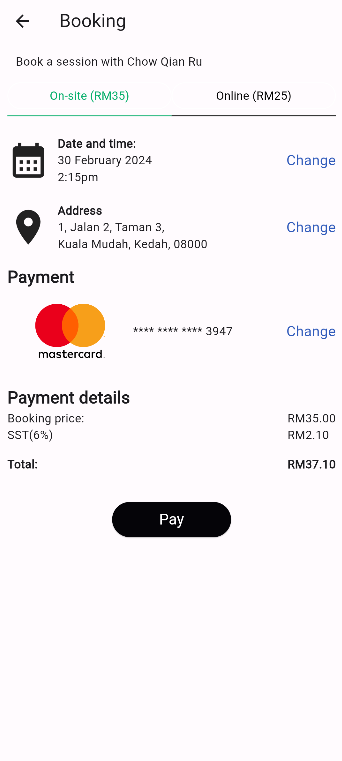 Booking
Book a session with Chow Qian Ru
On-site (RM35) Online (RM25)
Date and time:
30 February 2024
2:15pm
Change
Address
1, Jalan 2, Taman 3,
Kuala Mudah, Kedah, 08000
Change
Payment
mastercard.
**** **** **** 3947
Change
Payment details
Booking price: RM35.00
SST(6%) RM2.10
Total: RM37.10
Pay